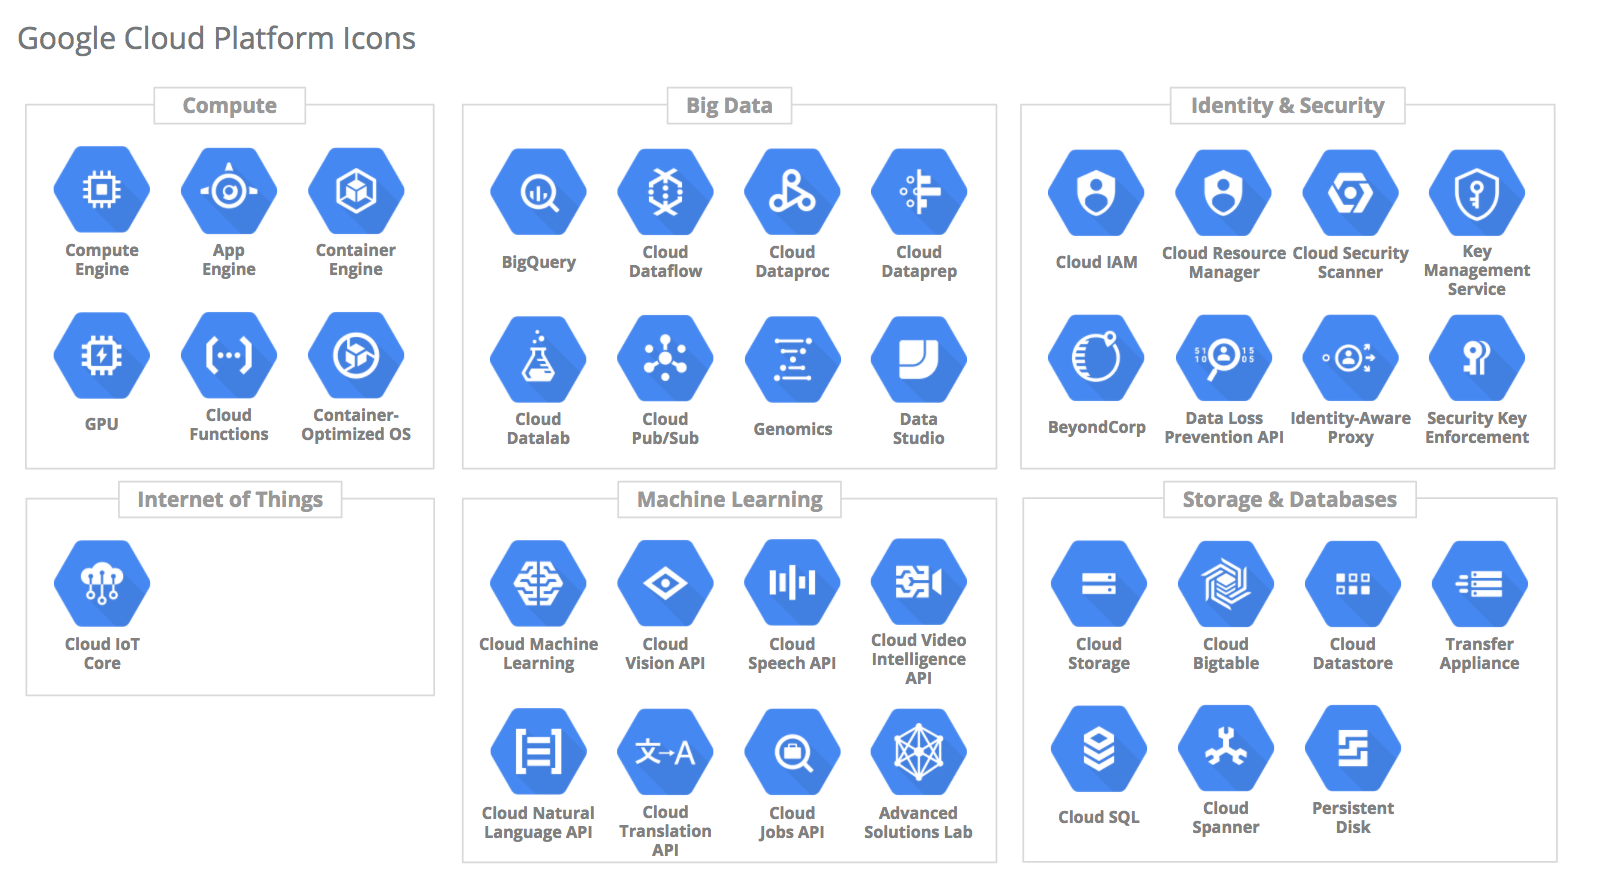 Google Cloud Platform Icons
Compute
Compute
Engine
App
Engine
Container
Engine
GPU
Cloud
Functions
Container-
Optimized OS
Big Data
BigQuery
Cloud
Dataflow
Cloud
Dataproc
Cloud
Dataprep
Cloud
Datalab
Cloud
Pub/Sub
Genomics
Data
Studio
Identity & Security
Cloud IAM
Cloud Resource
Manager
Cloud Security
Scanner
Key
Management
Service
BeyondCorp
51 15
10 05
Data Loss
Prevention API
Identity-Aware
Proxy
Security Key
Enforcement
Internet of Things
Cloud IoT
Core
Machine Learning
Cloud Machine
Learning
Cloud
Vision API
Cloud
Speech API
Cloud Video
Intelligence
API
Cloud Natural
Language API
文→A
Cloud
Translation
API
Cloud
Jobs API
Advanced
Solutions Lab
Storage & Databases
Cloud
Storage
Cloud
Bigtable
Cloud
Datastore
Transfer
Appliance
Cloud SQL
Cloud
Spanner
Persistent
Disk